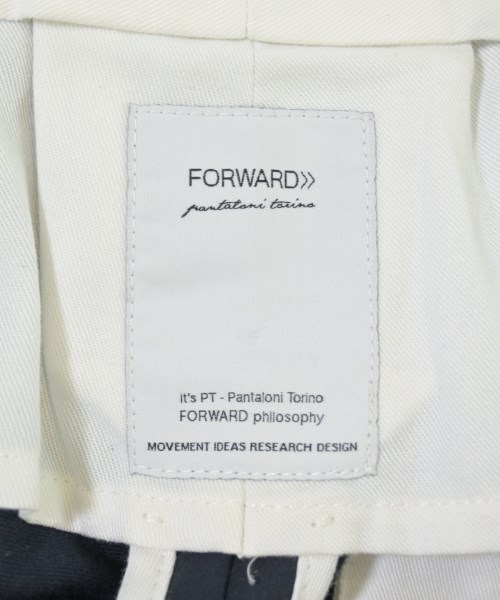 FORWARD»
pantaloni torino
it's PT - Pantaloni Torino
FORWARD philosophy
MOVEMENT IDEAS RESEARCH DESIGN